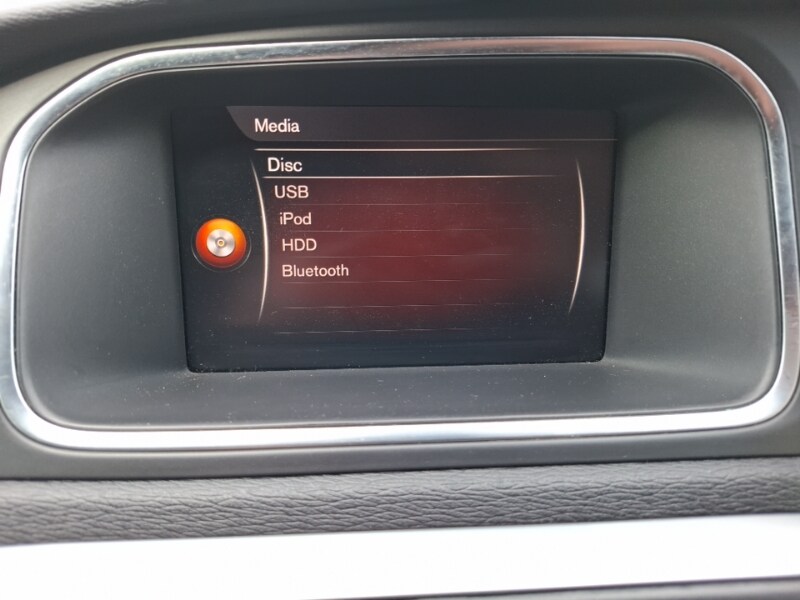 Media
Disc
USB
iPod
HDD
Bluetooth